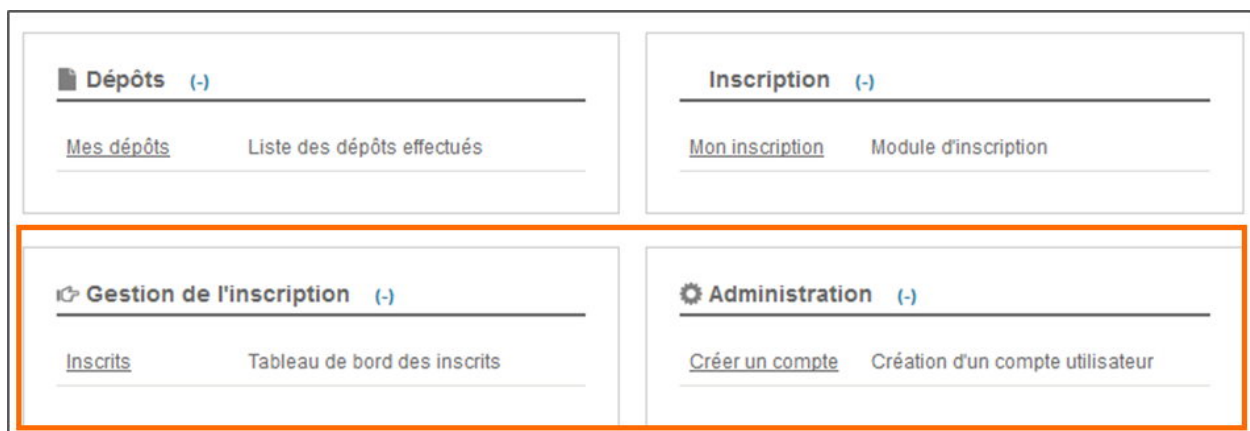 Dépôts (-)
Mes dépôts Liste des dépôts effectués
Inscription (-)
Mon inscription Module d'inscription
Gestion de l'inscription (-)
Inscrits Tableau de bord des inscrits
Administration (-)
Créer un compte Création d'un compte utilisateur